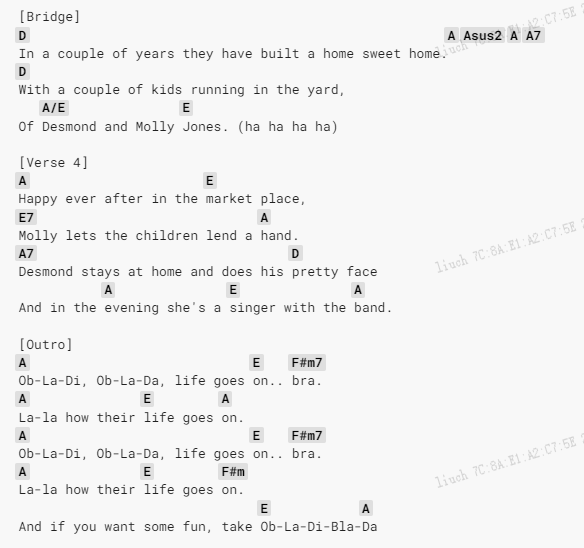 [Bridge]
D A Asus2 A A7
In a couple of years they have built a home sweet home.
D
With a couple of kids running in the yard,
A/E E
Of Desmond and Molly Jones. (ha ha ha ha)
[Verse 4]
A E
Happy ever after in the market place,
E7 A
Molly lets the children lend a hand.
A7 D
Desmond stays at home and does his pretty face
A E A
And in the evening she's a singer with the band.
[Outro]
A E F#m7
Ob-La-Di, Ob-La-Da, life goes on.. bra.
A E A
La-la how their life goes on.
A E F#m7
Ob-La-Di, Ob-La-Da, life goes on.. bra.
A E F#m
La-la how their life goes on.
E A
And if you want some fun, take Ob-La-Di-Bla-Da
liuch 7C:8A:E1:A2:C7:5E
liuch 7C:8A:E1:A2:C7:5E
liuch 7C:8A:E1:A2:C7:5E